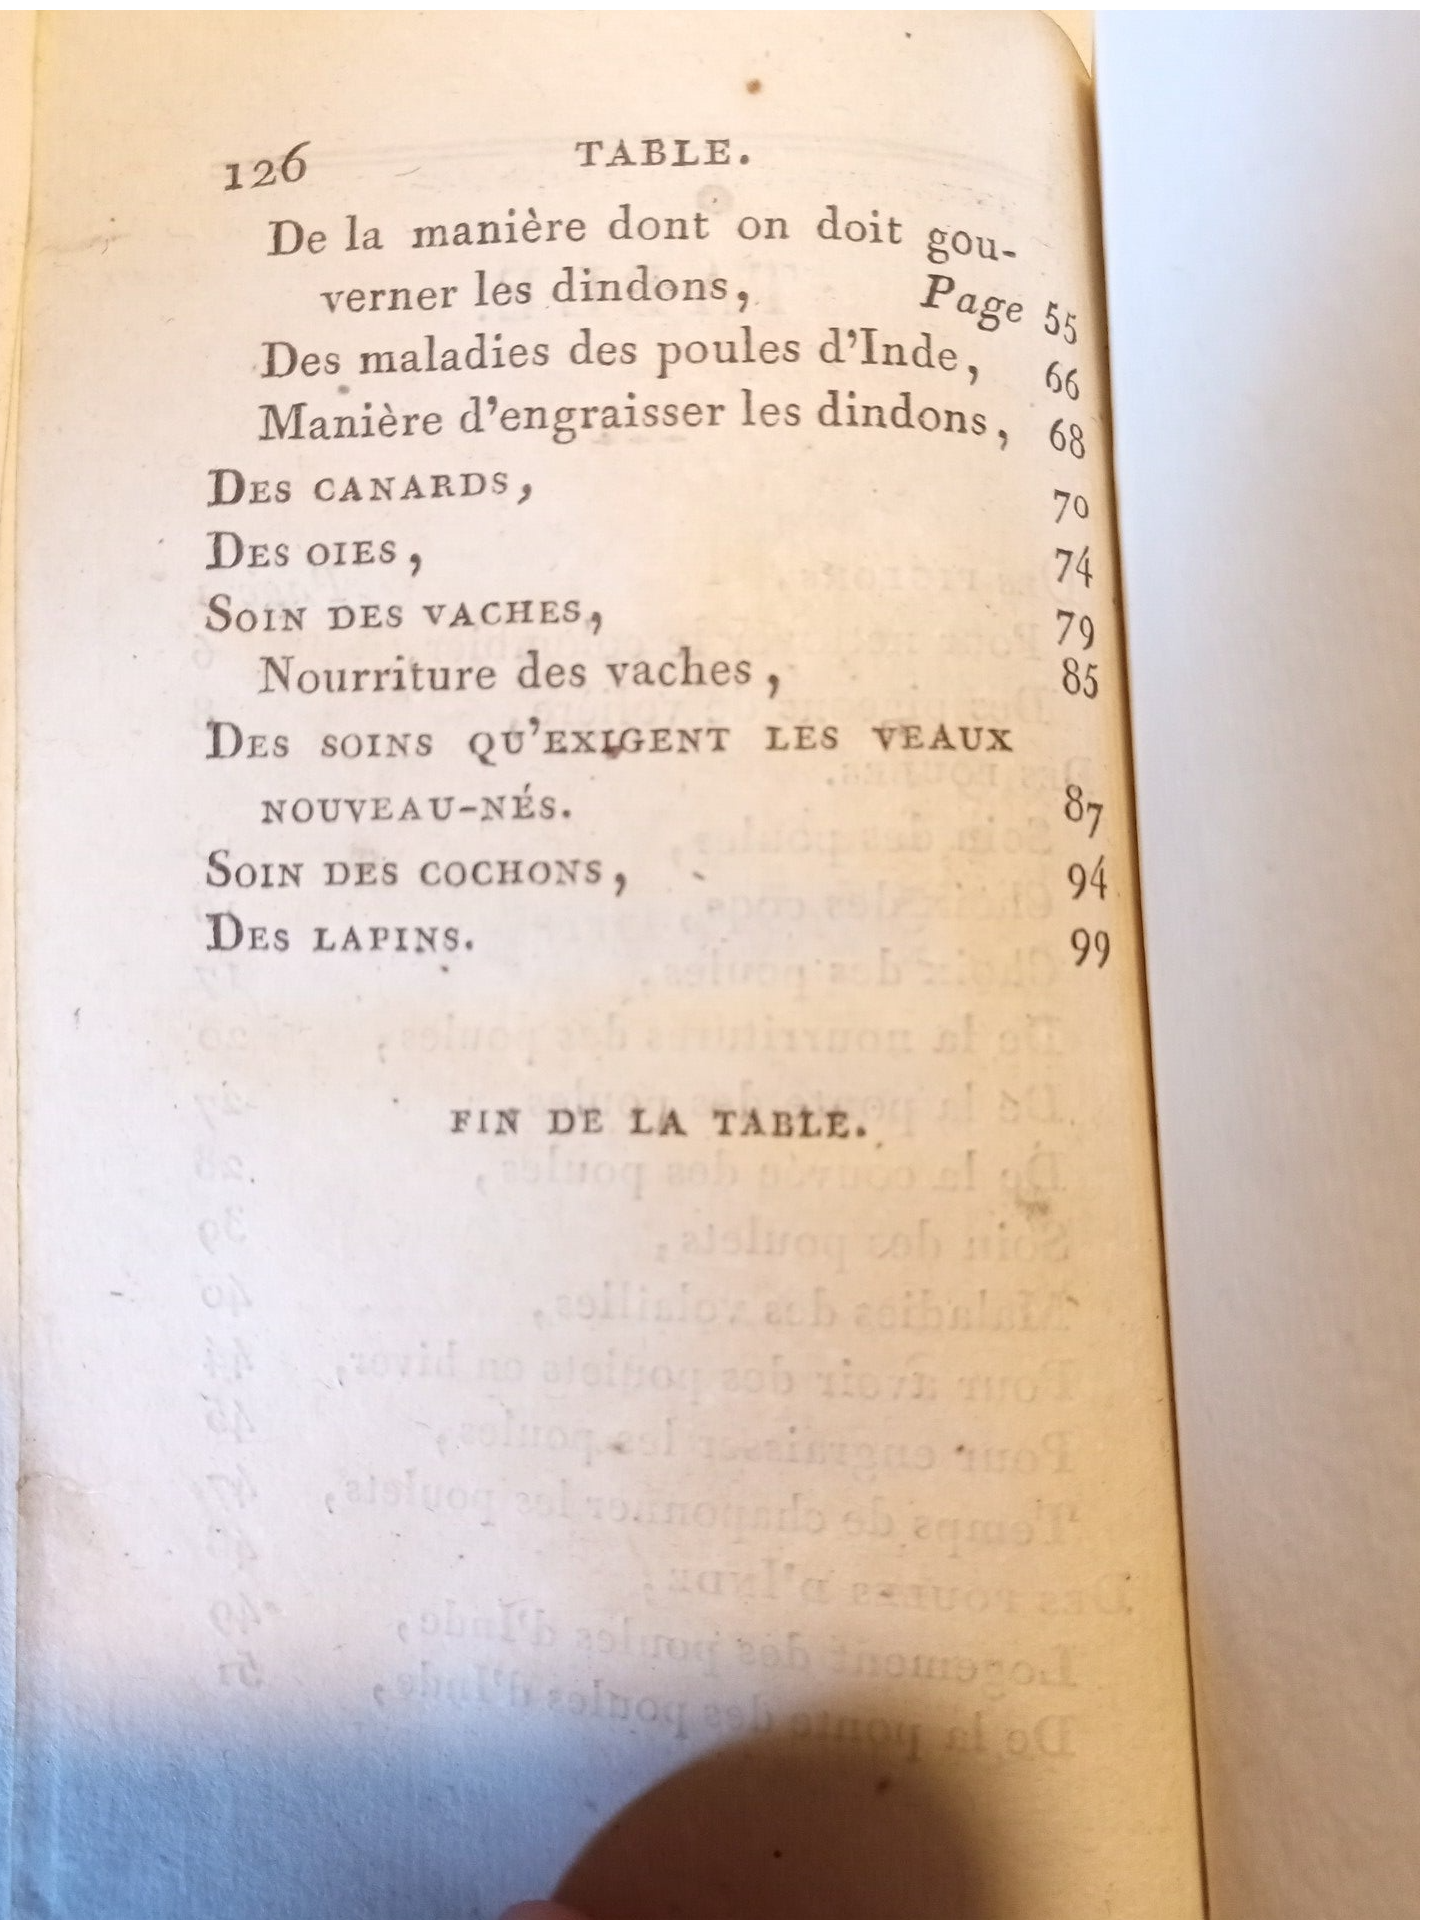 126 TABLE.
De la manière dont on doit gou-
verner les dindons, Page 55
Des maladies des poules d'Inde, 66
Manière d'engraisser les dindons, 68
DES CANARDS, 70
DES OIES, 74
SOIN DES VACHES, 79
Nourriture des vaches, 85
DES SOINS QU'EXIGENT LES VEAUX
NOUVEAU-NÉS. 87
SOIN DES COCHONS, 94
DES LAPINS. 99
FIN DE LA TABLE.